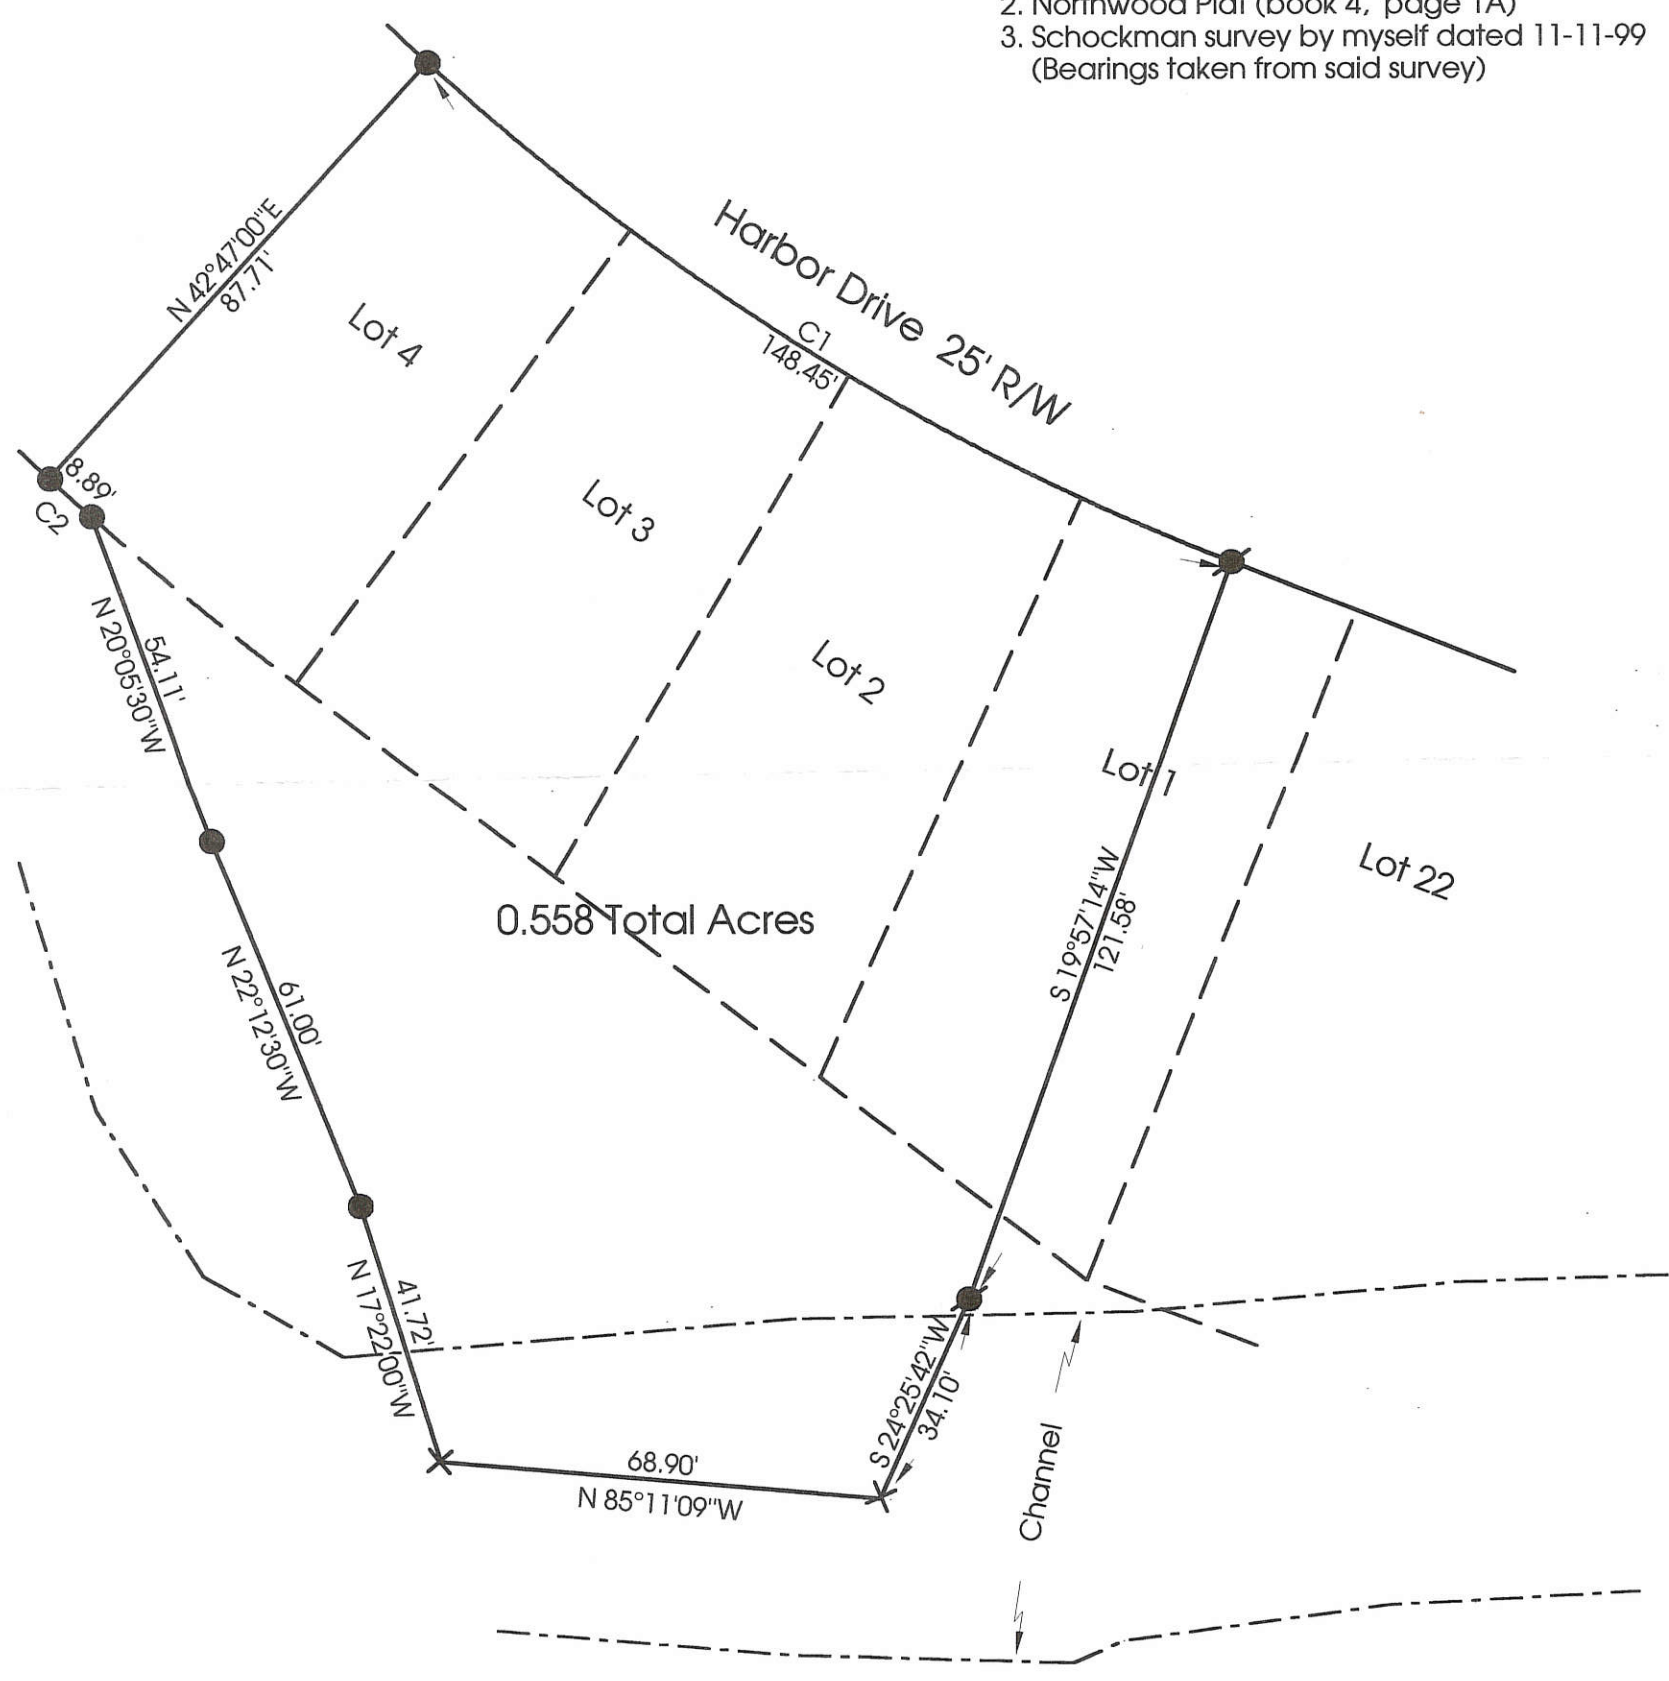 2. Northwood Plat (book 4, page 1A)
3. Schockman survey by myself dated 11-11-99
(Bearings taken from said survey)
N 42°47'00"E
87.71'
Harbor Drive 25' R/W
C1
148.45'
Lot 4
8.89'
C2
Lot 3
Lot 2
Lot 1
Lot 22
54.11'
N 20°05'30"W
0.558 Total Acres
S 19°57'14"W
121.58'
61.00'
N 22°12'30"W
41.72'
N 17°22'00"W
S 24°25'42"W
34.10'
68.90'
N 85°11'09"W
Channel